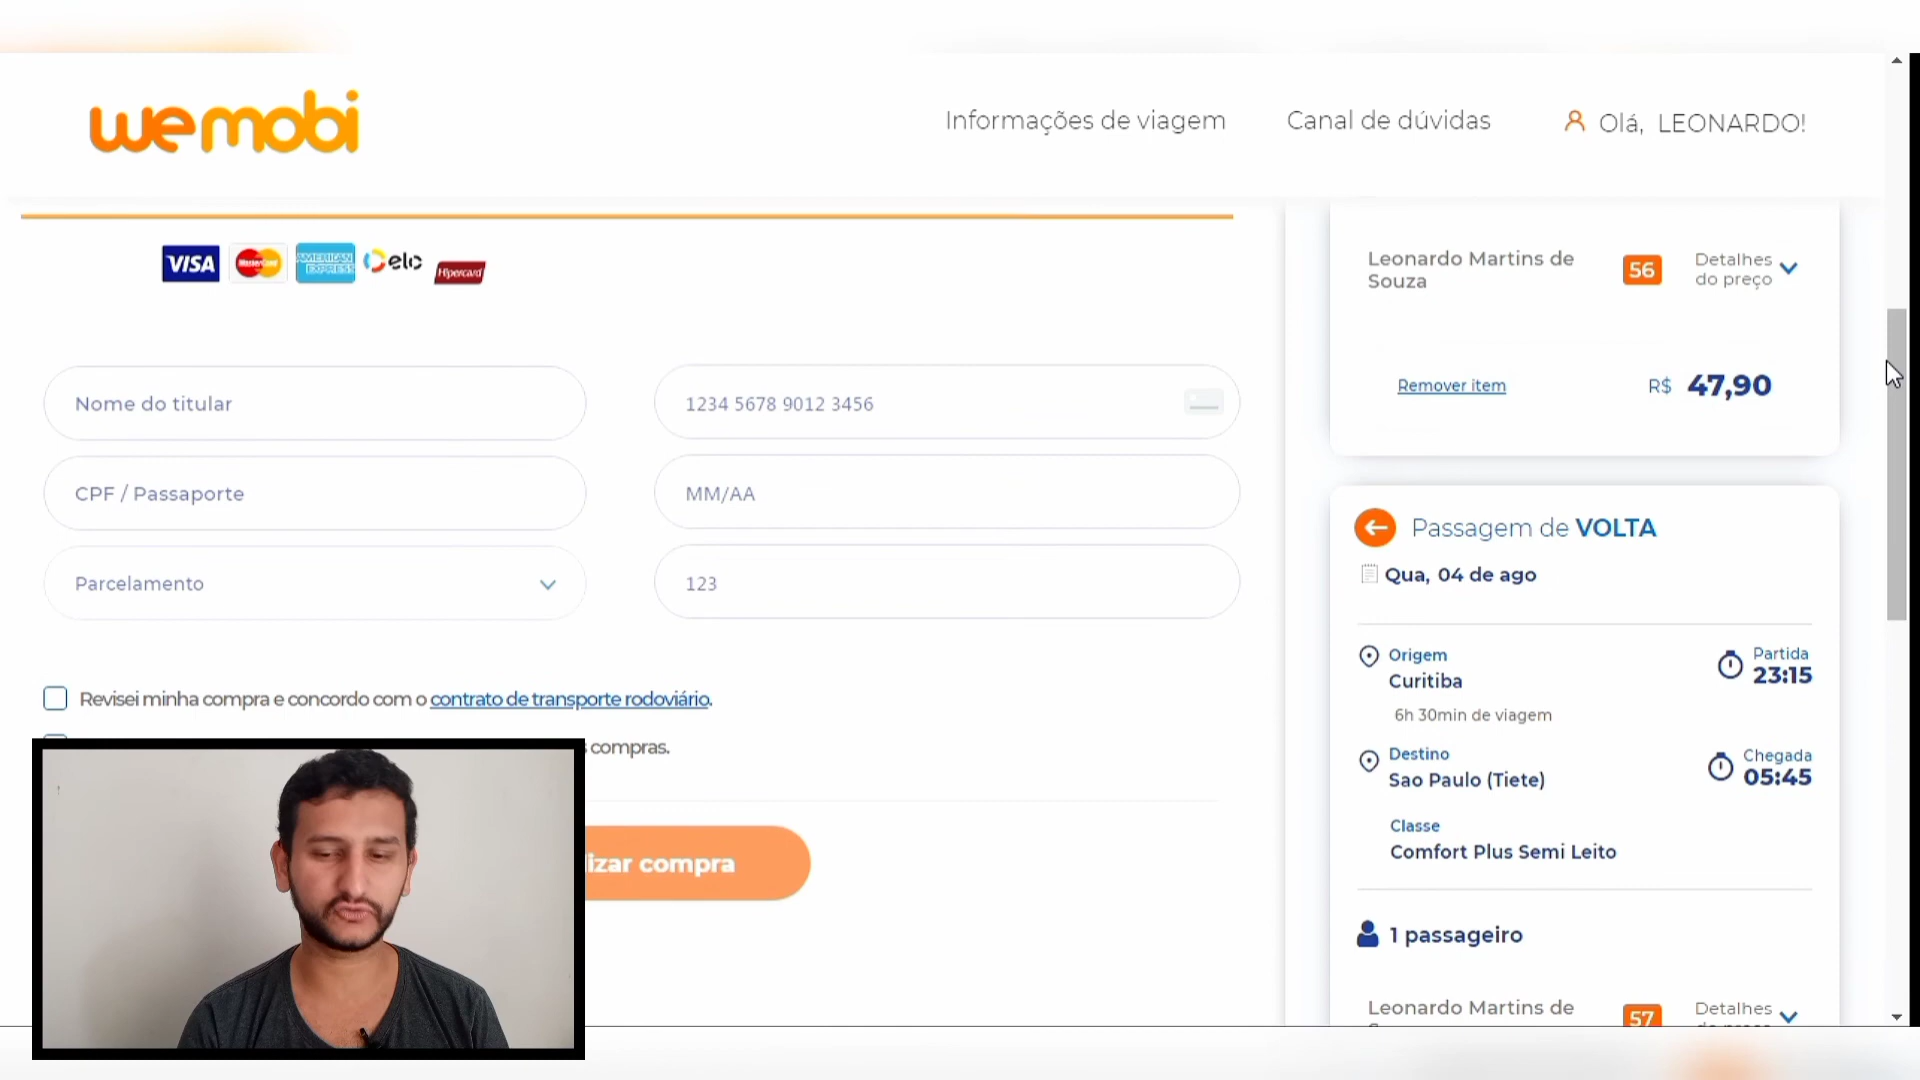 wemobi
Informações de viagem
Canal de dúvidas
Olá, LEONARDO!
VISA
MasterCard
AMERICAN EXPRESS
elo
Hipercard
Nome do titular
1234 5678 9012 3456
CPF / Passaporte
MM/AA
Parcelamento
123
Revisei minha compra e concordo com o contrato de transporte rodoviário.
compras.
izar compra
Leonardo Martins de
Souza
56
Detalhes
do preço
Remover item
R$ 47,90
Passagem de VOLTA
Qua, 04 de ago
Origem
Curitiba
Partida
23:15
6h 30min de viagem
Destino
Sao Paulo (Tiete)
Chegada
05:45
Classe
Comfort Plus Semi Leito
1 passageiro
Leonardo Martins de
57
Detalhes